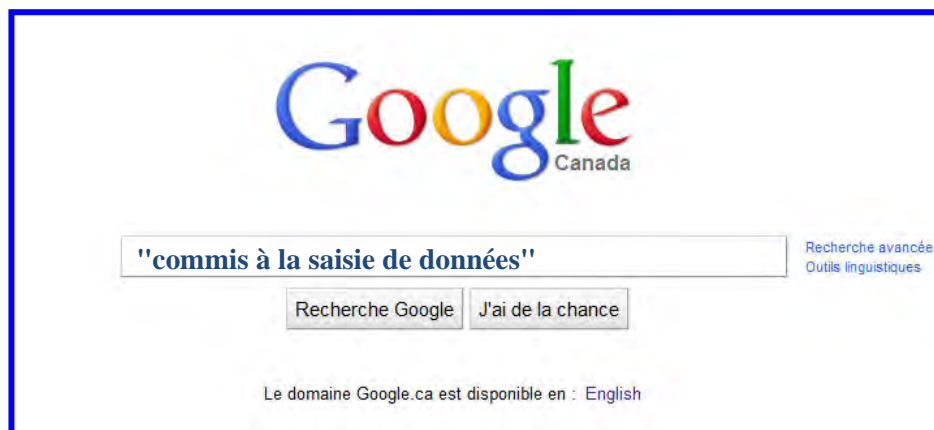 Google
Canada
"commis à la saisie de données"
Recherche avancée
Outils linguistiques
Recherche Google
J'ai de la chance
Le domaine Google.ca est disponible en : English